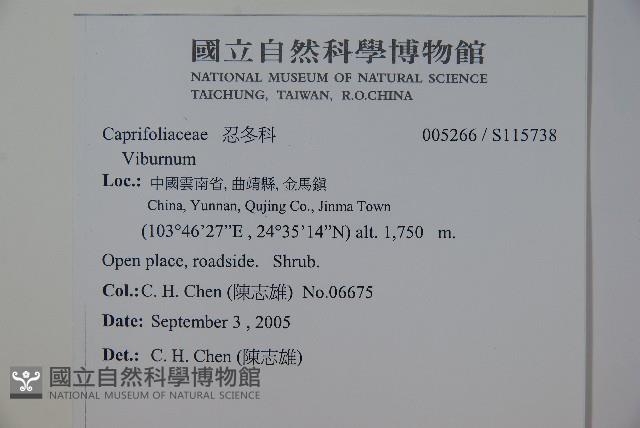 國立自然科學博物館
NATIONAL MUSEUM OF NATURAL SCIENCE
TAICHUNG, TAIWAN, R.O.CHINA
Caprifoliaceae 忍冬科 005266 / S115738
Viburnum
Loc.: 中國雲南省, 曲靖縣, 金馬鎮
China, Yunnan, Qujing Co., Jinma Town
(103°46’27”E , 24°35’14”N) alt. 1,750 m.
Open place, roadside. Shrub.
Col.: C. H. Chen (陳志雄) No.06675
Date: September 3 , 2005
Det.: C. H. Chen (陳志雄)
國立自然科學博物館
NATIONAL MUSEUM OF NATURAL SCIENCE